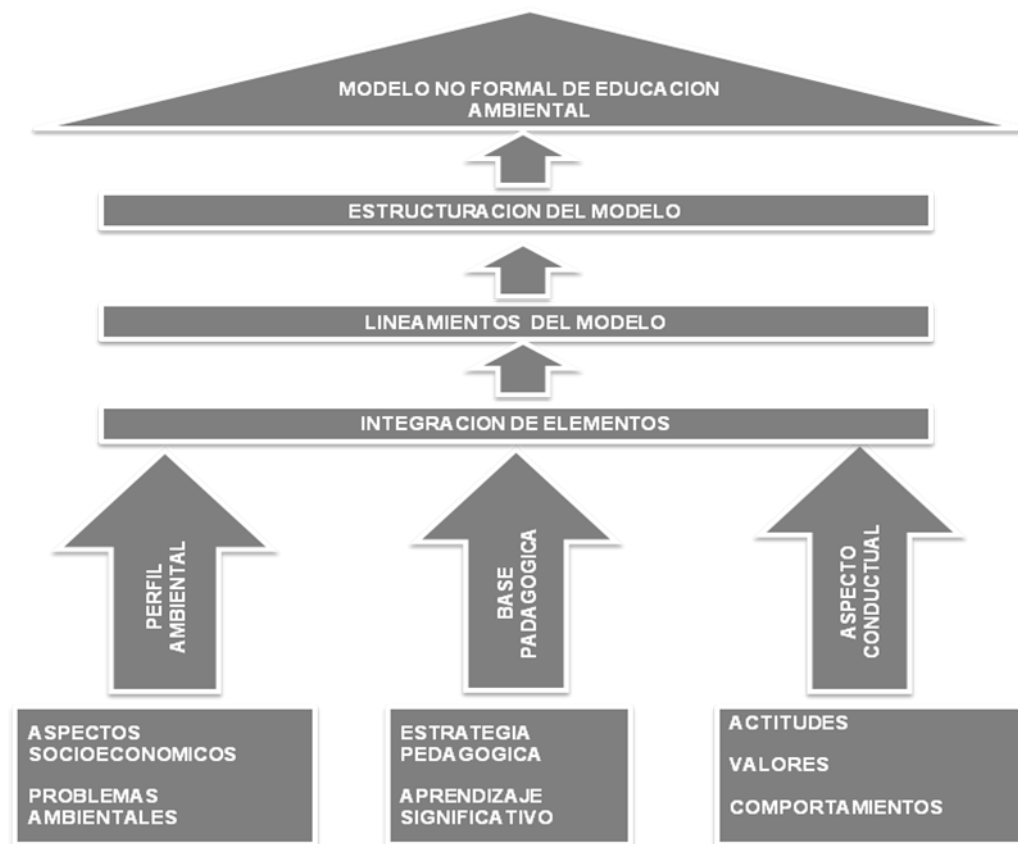 MODELO NO FORMAL DE EDUCACION
AMBIENTAL
ESTRUCTURACION DEL MODELO
LINEAMIENTOS DEL MODELO
INTEGRACION DE ELEMENTOS
PERFIL
AMBIENTAL
BASE
PADAGOGICA
ASPECTO
CONDUCTUAL
ASPECTOS
SOCIOECONOMICOS
PROBLEMAS
AMBIENTALES
ESTRATEGIA
PEDAGOGICA
APRENDIZAJE
SIGNIFICATIVO
ACTITUDES
VALORES
COMPORTAMIENTOS